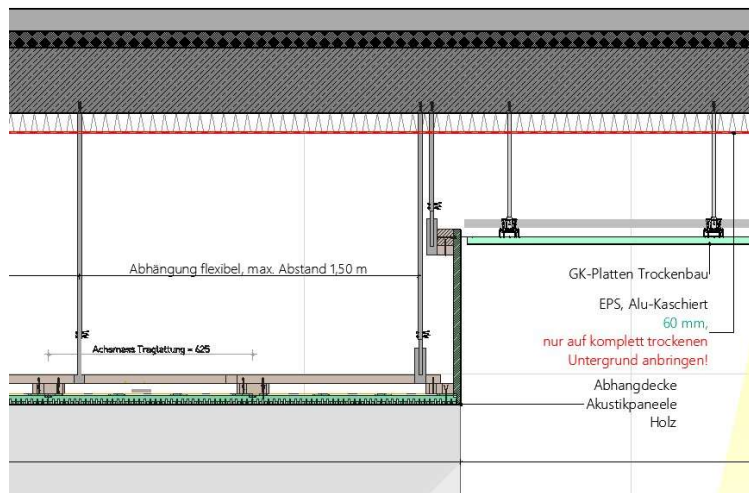 Abhängung flexibel, max. Abstand 1,50 m
GK-Platten Trockenbau
EPS, Alu-Kaschiert
60 mm,
nur auf komplett trockenen
Untergrund anbringen!
Achsmass Traglattung = 625
Abhangdecke
Akustikpaneele
Holz